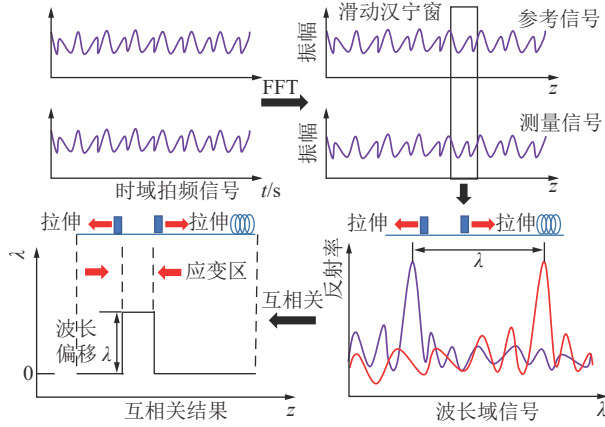 滑动汉宁窗
参考信号
振幅
z
FFT
测量信号
振幅
z
时域拍频信号
t/s
拉伸
拉伸
拉伸
拉伸
λ
应变区
波长
偏移 λ
0
互相关结果
z
互相关
反射率
λ
波长域信号
λ